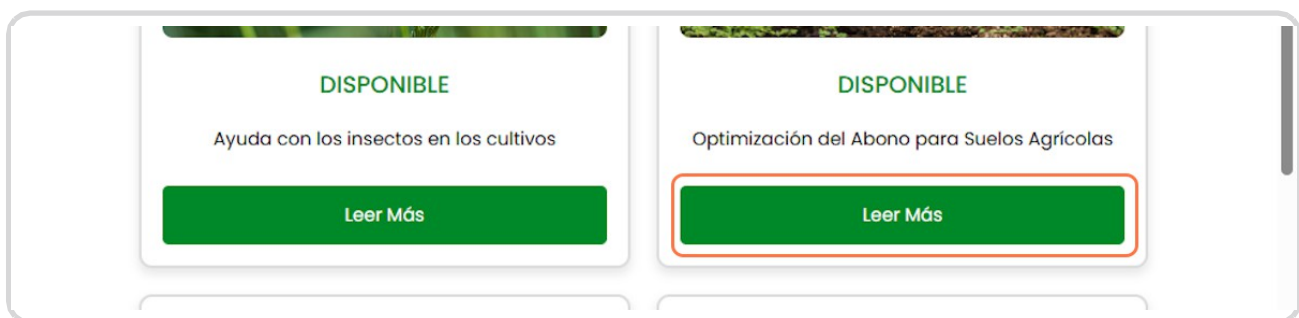 DISPONIBLE
Ayuda con los insectos en los cultivos
Leer Más
DISPONIBLE
Optimización del Abono para Suelos Agrícolas
Leer Más